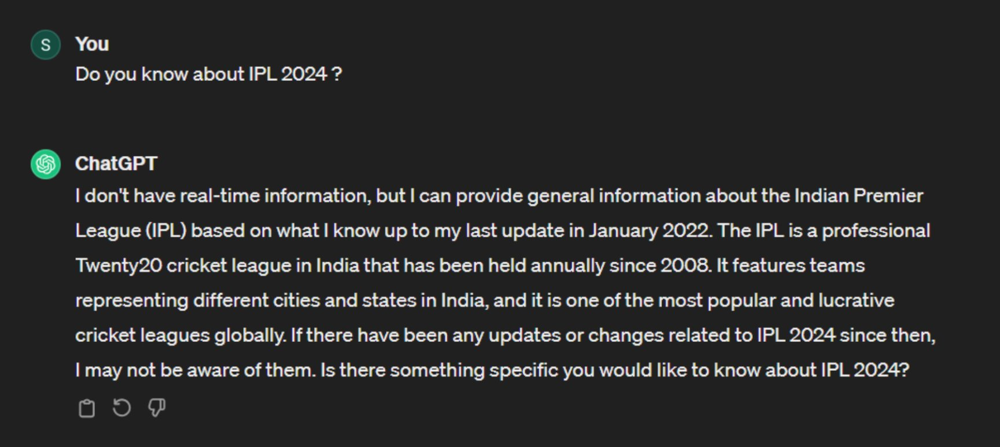 S
You
Do you know about IPL 2024 ?
ChatGPT
I don't have real-time information, but I can provide general information about the Indian Premier
League (IPL) based on what I know up to my last update in January 2022. The IPL is a professional
Twenty20 cricket league in India that has been held annually since 2008. It features teams
representing different cities and states in India, and it is one of the most popular and lucrative
cricket leagues globally. If there have been any updates or changes related to IPL 2024 since then,
I may not be aware of them. Is there something specific you would like to know about IPL 2024?